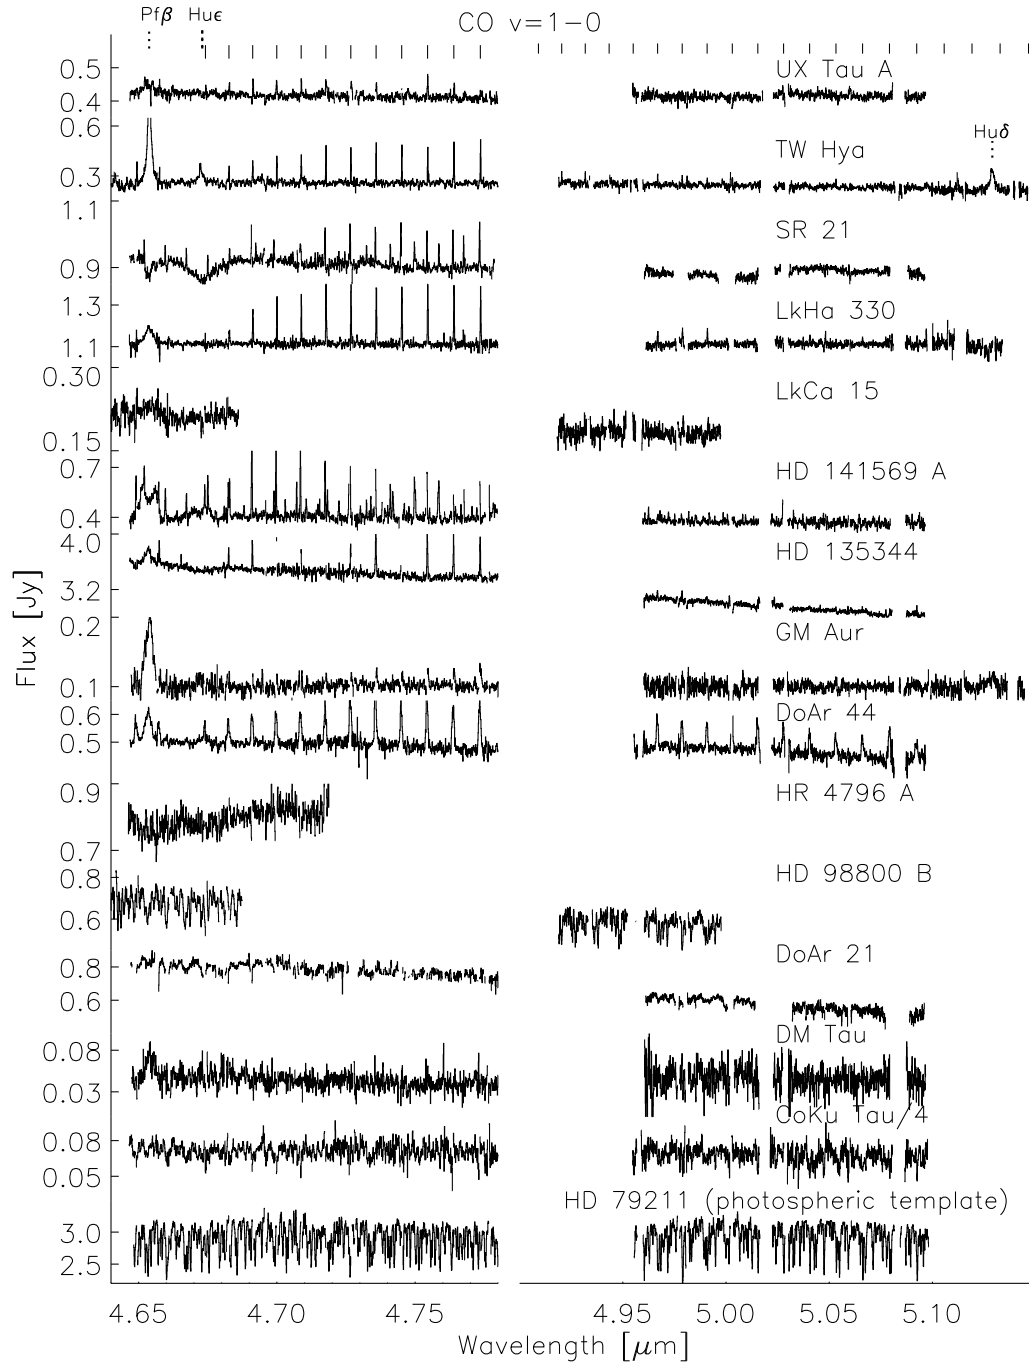 Pfβ Huε
CO v=1−0
UX Tau A
0.5
0.4
Huδ
TW Hya
0.6
0.3
SR 21
1.1
0.9
LkHa 330
1.3
1.1
LkCa 15
0.30
0.15
HD 141569 A
0.7
0.4
HD 135344
4.0
3.2
GM Aur
0.2
0.1
DoAr 44
0.6
0.5
HR 4796 A
0.9
0.7
HD 98800 B
0.8
0.6
DoAr 21
0.8
0.6
DM Tau
0.08
0.03
CoKu Tau/4
0.08
0.05
HD 79211 (photospheric template)
3.0
2.5
Flux [Jy]
4.65 4.70 4.75 4.95 5.00 5.05 5.10
Wavelength [μm]